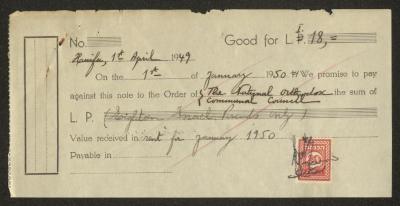 No.
Good for L I. P. 18,=
Haifa, 1st April 1949
On the 1st of January 1950 We promise to pay
against this note to the Order of The National Orthodox the sum of
Communal Council
L. P. (Eighteen Israel Pounds Only)
Value received in "rent" for January 1950
Payable in